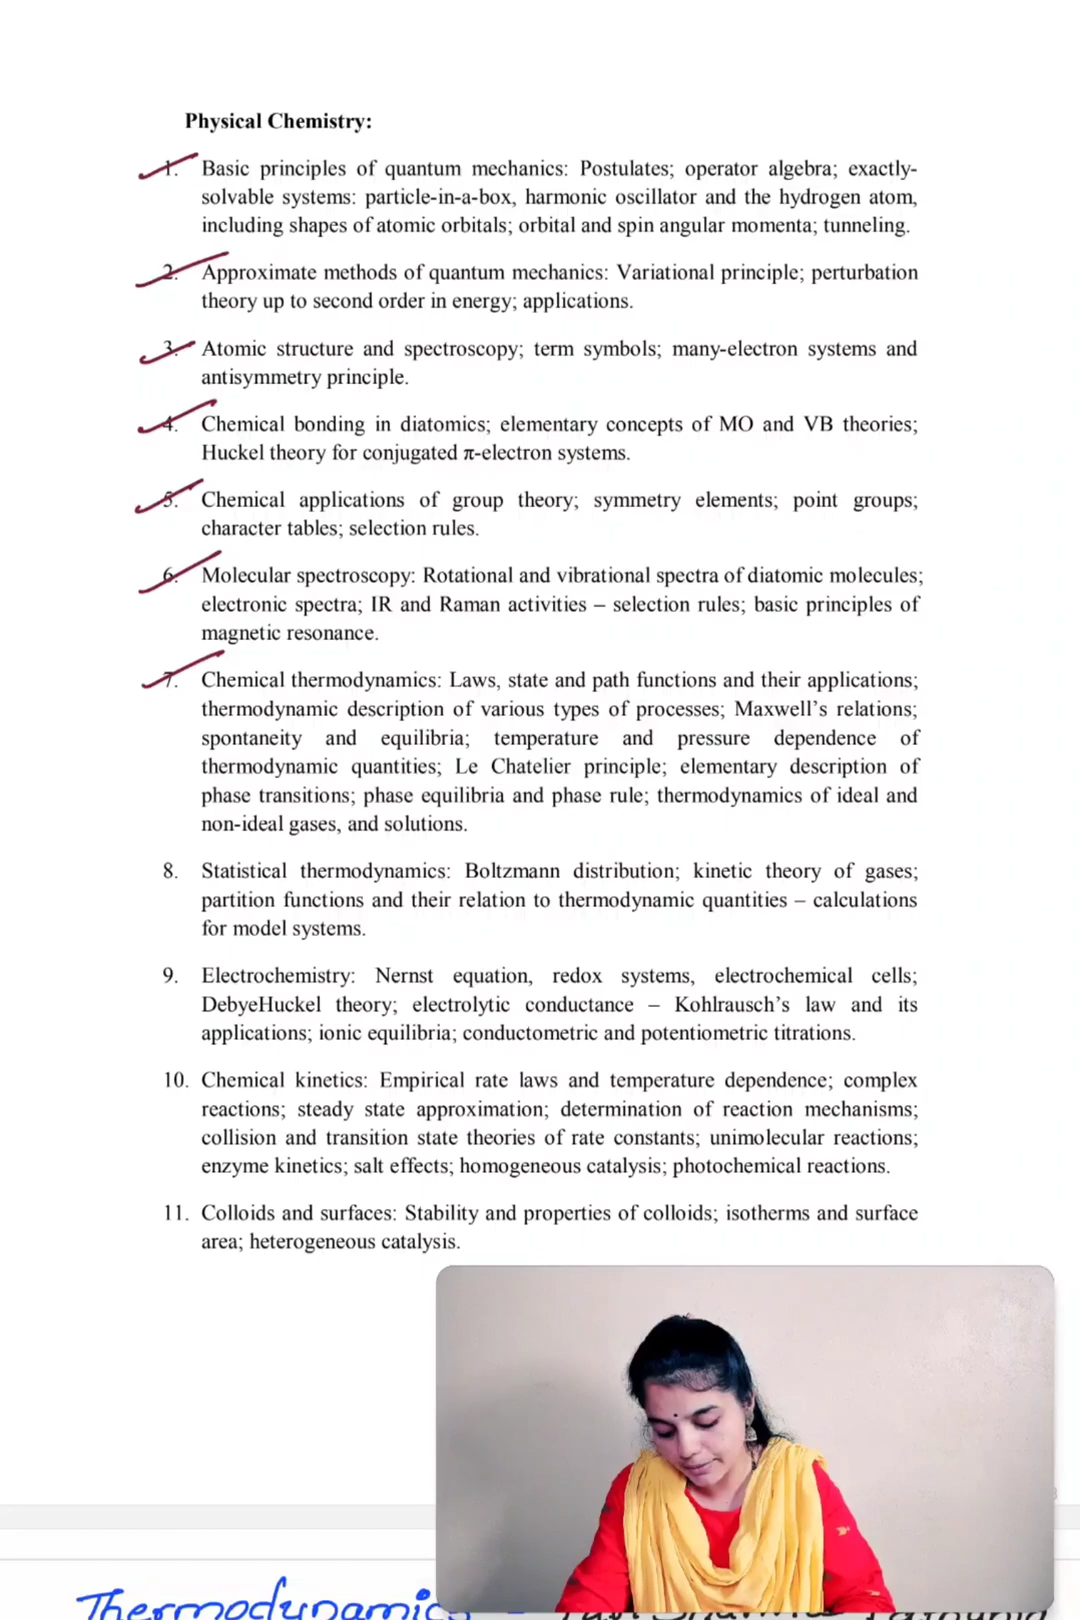 Physical Chemistry:
1. Basic principles of quantum mechanics: Postulates; operator algebra; exactly-
solvable systems: particle-in-a-box, harmonic oscillator and the hydrogen atom,
including shapes of atomic orbitals; orbital and spin angular momenta; tunneling.
2. Approximate methods of quantum mechanics: Variational principle; perturbation
theory up to second order in energy; applications.
3. Atomic structure and spectroscopy; term symbols; many-electron systems and
antisymmetry principle.
4. Chemical bonding in diatomics; elementary concepts of MO and VB theories;
Huckel theory for conjugated π-electron systems.
5. Chemical applications of group theory; symmetry elements; point groups;
character tables; selection rules.
6. Molecular spectroscopy: Rotational and vibrational spectra of diatomic molecules;
electronic spectra; IR and Raman activities – selection rules; basic principles of
magnetic resonance.
7. Chemical thermodynamics: Laws, state and path functions and their applications;
thermodynamic description of various types of processes; Maxwell’s relations;
spontaneity and equilibria; temperature and pressure dependence of
thermodynamic quantities; Le Chatelier principle; elementary description of
phase transitions; phase equilibria and phase rule; thermodynamics of ideal and
non-ideal gases, and solutions.
8. Statistical thermodynamics: Boltzmann distribution; kinetic theory of gases;
partition functions and their relation to thermodynamic quantities – calculations
for model systems.
9. Electrochemistry: Nernst equation, redox systems, electrochemical cells;
DebyeHuckel theory; electrolytic conductance – Kohlrausch’s law and its
applications; ionic equilibria; conductometric and potentiometric titrations.
10. Chemical kinetics: Empirical rate laws and temperature dependence; complex
reactions; steady state approximation; determination of reaction mechanisms;
collision and transition state theories of rate constants; unimolecular reactions;
enzyme kinetics; salt effects; homogeneous catalysis; photochemical reactions.
11. Colloids and surfaces: Stability and properties of colloids; isotherms and surface
area; heterogeneous catalysis.
Thermodynamics